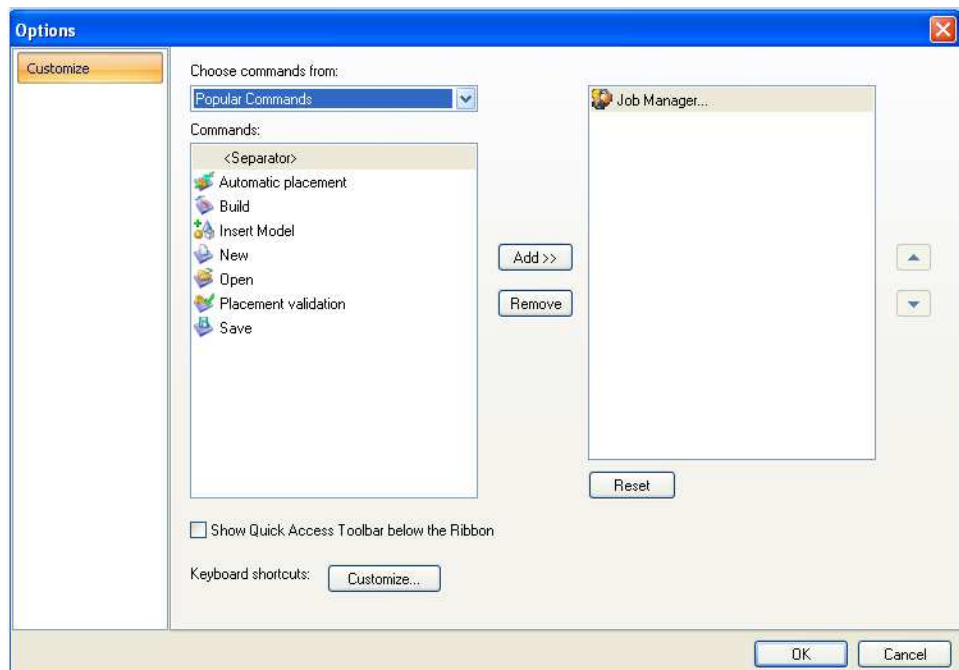 Options
Customize
Choose commands from:
Popular Commands
Commands:
<Separator>
Automatic placement
Build
Insert Model
New
Open
Placement validation
Save
Add >>
Remove
Job Manager...
Reset
Show Quick Access Toolbar below the Ribbon
Keyboard shortcuts:
Customize...
OK
Cancel